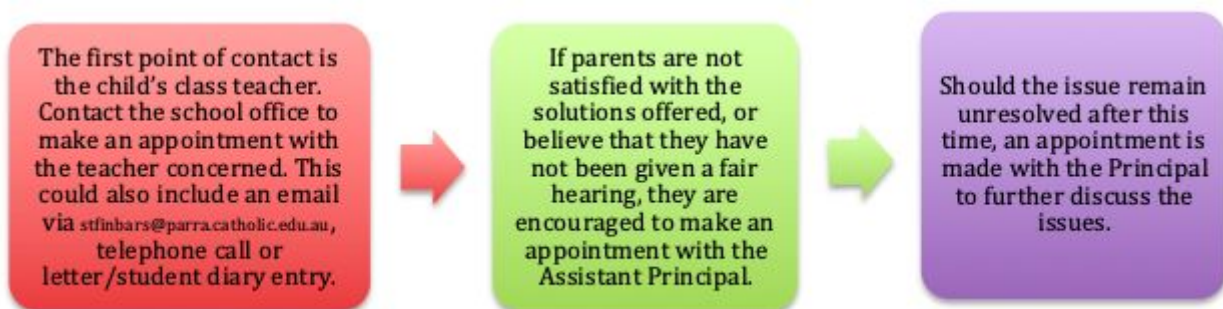 The first point of contact is
the child's class teacher.
Contact the school office to
make an appointment with
the teacher concerned. This
could also include an email
via stfinbars@parra.catholic.edu.au,
telephone call or
letter/student diary entry.
If parents are not
satisfied with the
solutions offered, or
believe that they have
not been given a fair
hearing, they are
encouraged to make an
appointment with the
Assistant Principal.
Should the issue remain
unresolved after this
time, an appointment is
made with the Principal
to further discuss the
issues.